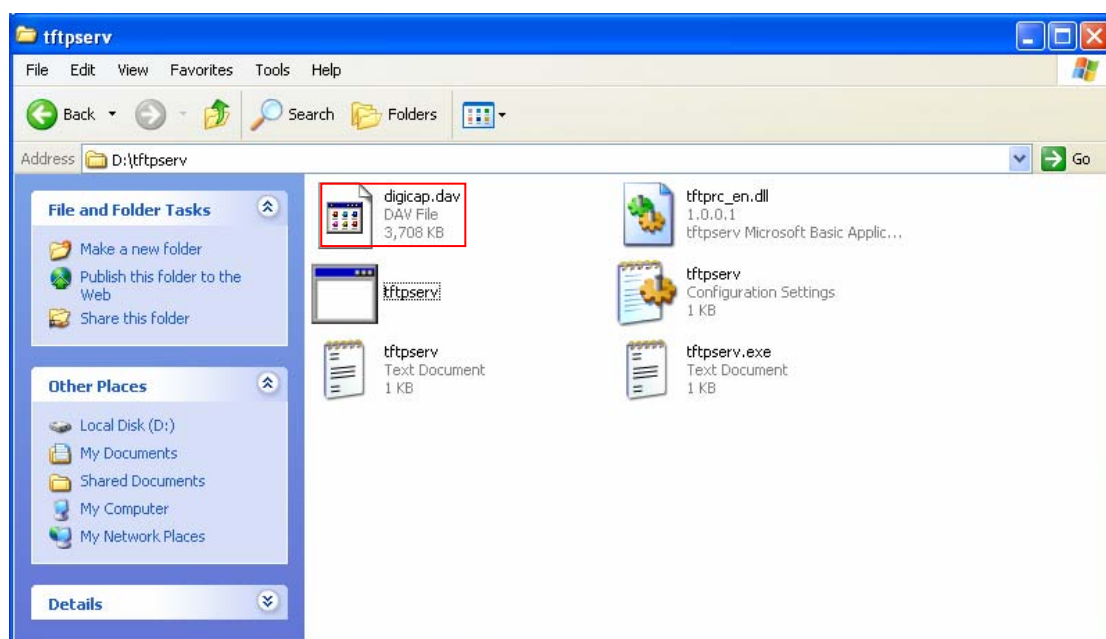 tftpserv
File Edit View Favorites Tools Help
Back Search Folders
Address D:\tftpserv Go
File and Folder Tasks
Make a new folder
Publish this folder to the
Web
Share this folder
Other Places
Local Disk (D:)
My Documents
Shared Documents
My Computer
My Network Places
Details
digicap.dav
DAV File
3,708 KB
tftprc_en.dll
1.0.0.1
tftpserv Microsoft Basic Applic...
tftpserv
tftpserv
Configuration Settings
1 KB
tftpserv
Text Document
1 KB
tftpserv.exe
Text Document
1 KB